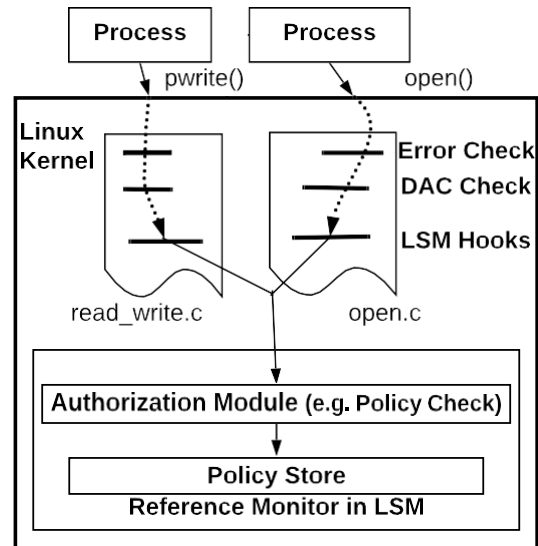 Process
Process
pwrite()
open()
Linux
Kernel
Error Check
DAC Check
LSM Hooks
read_write.c
open.c
Authorization Module (e.g. Policy Check)
Policy Store
Reference Monitor in LSM